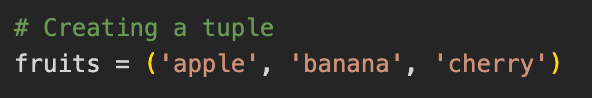 # Creating a tuple
fruits = ('apple', 'banana', 'cherry')